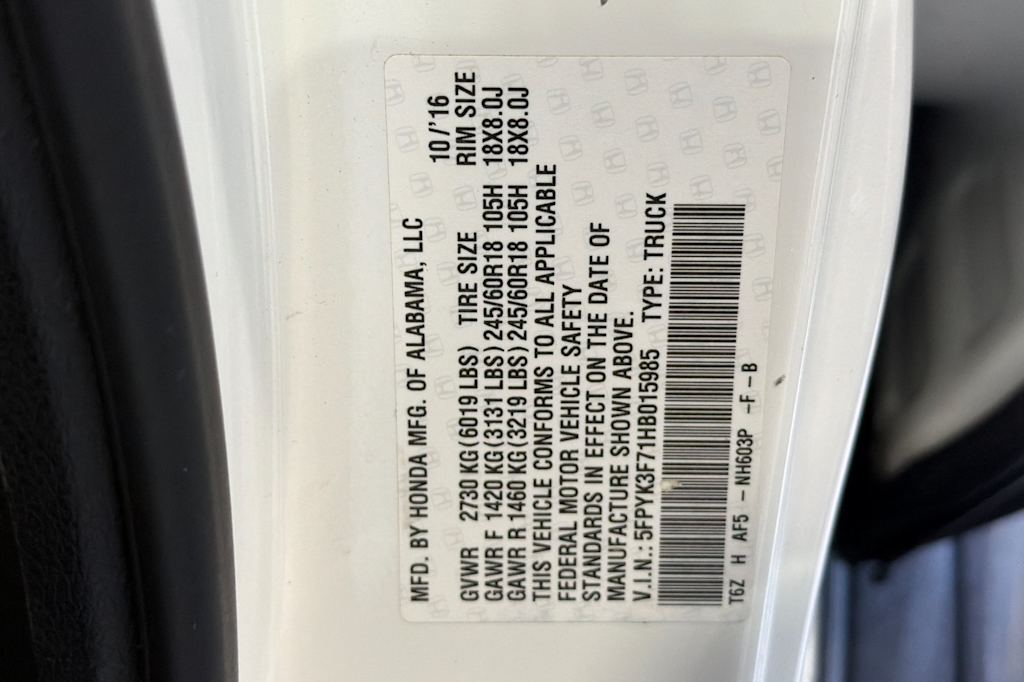 MFD. BY HONDA MFG. OF ALABAMA, LLC 10/'16
GVWR 2730 KG(6019 LBS) TIRE SIZE RIM SIZE
GAWR F 1420 KG(3131 LBS) 245/60R18 105H 18X8.0J
GAWR R 1460 KG(3219 LBS) 245/60R18 105H 18X8.0J
THIS VEHICLE CONFORMS TO ALL APPLICABLE
FEDERAL MOTOR VEHICLE SAFETY
STANDARDS IN EFFECT ON THE DATE OF
MANUFACTURE SHOWN ABOVE.
V.I.N.: 5FPYK3F71HB015985 TYPE: TRUCK
T6Z H AF5 -NH603P -F-B